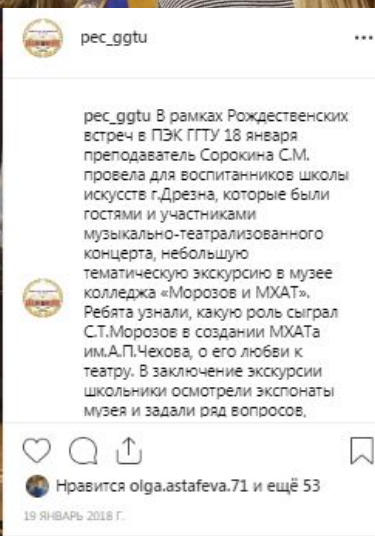 pec_ggtu
pec_ggtu В рамках Рождественских
встреч в ПЭК ГГТУ 18 января
преподаватель Сорокина С.М.
провела для воспитанников школы
искусств г.Дрезна, которые были
гостями и участниками
музыкально-театрализованного
концерта, небольшую
тематическую экскурсию в музее
колледжа «Морозов и МХАТ».
Ребята узнали, какую роль сыграл
С.Т.Морозов в создании МХАТа
им.А.П.Чехова, о его любви к
театру. В заключение экскурсии
школьники осмотрели экспонаты
музея и задали ряд вопросов,
Нравится olga.astafeva.71 и ещё 53
19 ЯНВАРЬ 2018 Г.